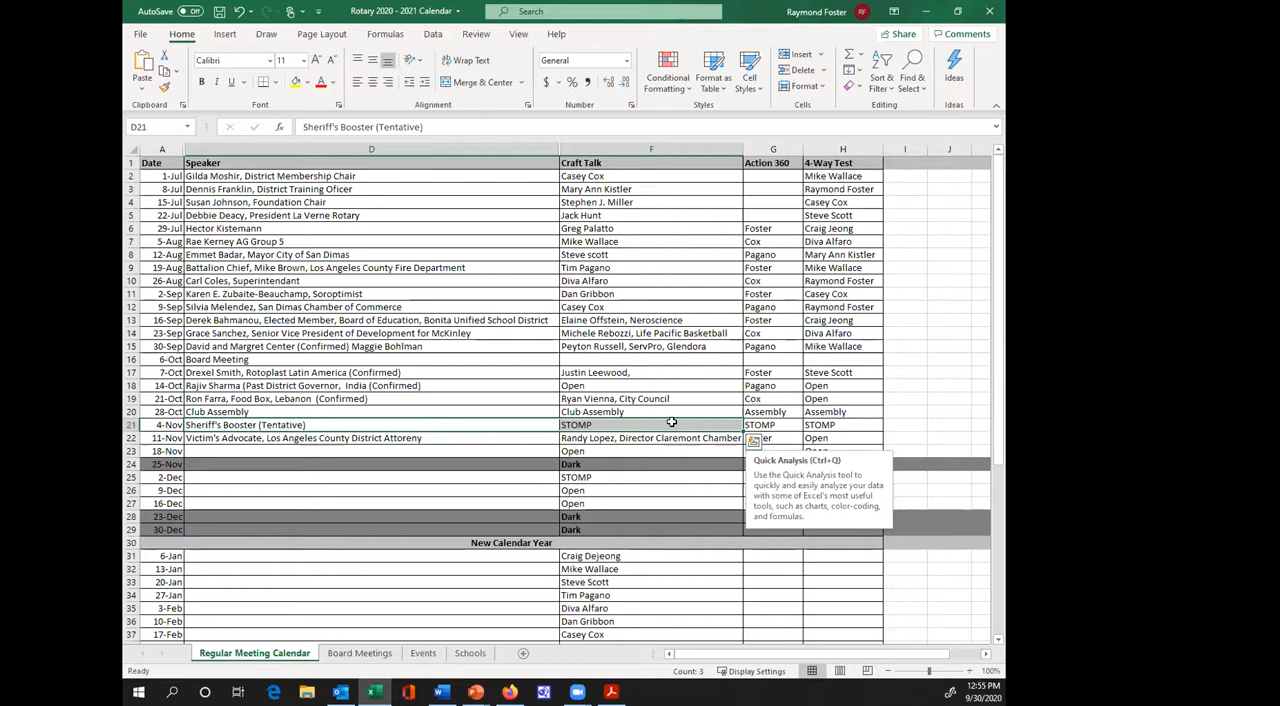 AutoSave Off Rotary 2020 - 2021 Calendar Search Raymond Foster RF
File Home Insert Draw Page Layout Formulas Data Review View Help Share Comments
Paste Calibri 11 Wrap Text General Insert
B I U Merge & Center $ % Conditional Formatting Format as Table Cell Styles Delete Format Sort & Filter Find & Select Ideas
Clipboard Font Alignment Number Styles Cells Editing Ideas
D21 fx Sheriff's Booster (Tentative)
A D F G H I J
1 Date Speaker Craft Talk Action 360 4-Way Test
2 1-Jul Gilda Moshir, District Membership Chair Casey Cox Mike Wallace
3 8-Jul Dennis Franklin, District Training Oficer Mary Ann Kistler Raymond Foster
4 15-Jul Susan Johnson, Foundation Chair Stephen J. Miller Casey Cox
5 22-Jul Debbie Deacy, President La Verne Rotary Jack Hunt Steve Scott
6 29-Jul Hector Kistemann Greg Palatto Foster Craig Jeong
7 5-Aug Rae Kerney AG Group 5 Mike Wallace Cox Diva Alfaro
8 12-Aug Emmet Badar, Mayor City of San Dimas Steve scott Pagano Mary Ann Kistler
9 19-Aug Battalion Chief, Mike Brown, Los Angeles County Fire Department Tim Pagano Foster Mike Wallace
10 26-Aug Carl Coles, Superintendant Diva Alfaro Cox Steve Scott
11 2-Sep Karen E. Zubaite-Beauchamp, Soroptimist Dan Gribbon Foster Casey Cox
12 9-Sep Silvia Melendez, San Dimas Chamber of Commerce Casey Cox Pagano Raymond Foster
13 16-Sep Derek Bahmanou, Elected Member, Board of Education, Bonita Unified School District Elaine Offstein, Neroscience Foster Craig Jeong
14 23-Sep Grace Sanchez, Senior Vice President of Development for McKinley Michele Rebozzi, Life Pacific Basketball Cox Diva Alfaro
15 30-Sep David and Margret Center (Confirmed) Maggie Bohlman Peyton Russell, ServPro, Glendora Pagano Mike Wallace
16 6-Oct Board Meeting
17 7-Oct Drexel Smith, Rotoplast Latin America (Confirmed) Justin Leewood, Foster Steve Scott
18 14-Oct Rajiv Sharma (Past District Governor, India (Confirmed) Open Pagano Open
19 21-Oct Ron Farra, Food Box, Lebanon (Confirmed) Ryan Vienna, City Council Cox Open
20 28-Oct Club Assembly Club Assembly Assembly Assembly
21 4-Nov Sheriff's Booster (Tentative) STOMP STOMP STOMP
22 11-Nov Victim's Advocate, Los Angeles County District Attoreny Randy Lopez, Director Claremont Chamber Open
23 18-Nov Open
24 25-Nov Dark
25 2-Dec STOMP
26 9-Dec Open
27 16-Dec Open
28 23-Dec Dark
29 30-Dec Dark
Quick Analysis (Ctrl+Q)
Use the Quick Analysis tool to
quickly and easily analyze your data
with some of Excel's most useful
tools, such as charts, color-coding,
and formulas.
30 New Calendar Year
31 6-Jan Craig Dejeong
32 13-Jan Mike Wallace
33 20-Jan Steve Scott
34 27-Jan Tim Pagano
35 3-Feb Diva Alfaro
36 10-Feb Dan Gribbon
37 17-Feb Casey Cox
Regular Meeting Calendar Board Meetings Events Schools
Ready Count: 3 Display Settings 100%
12:55 PM
9/30/2020